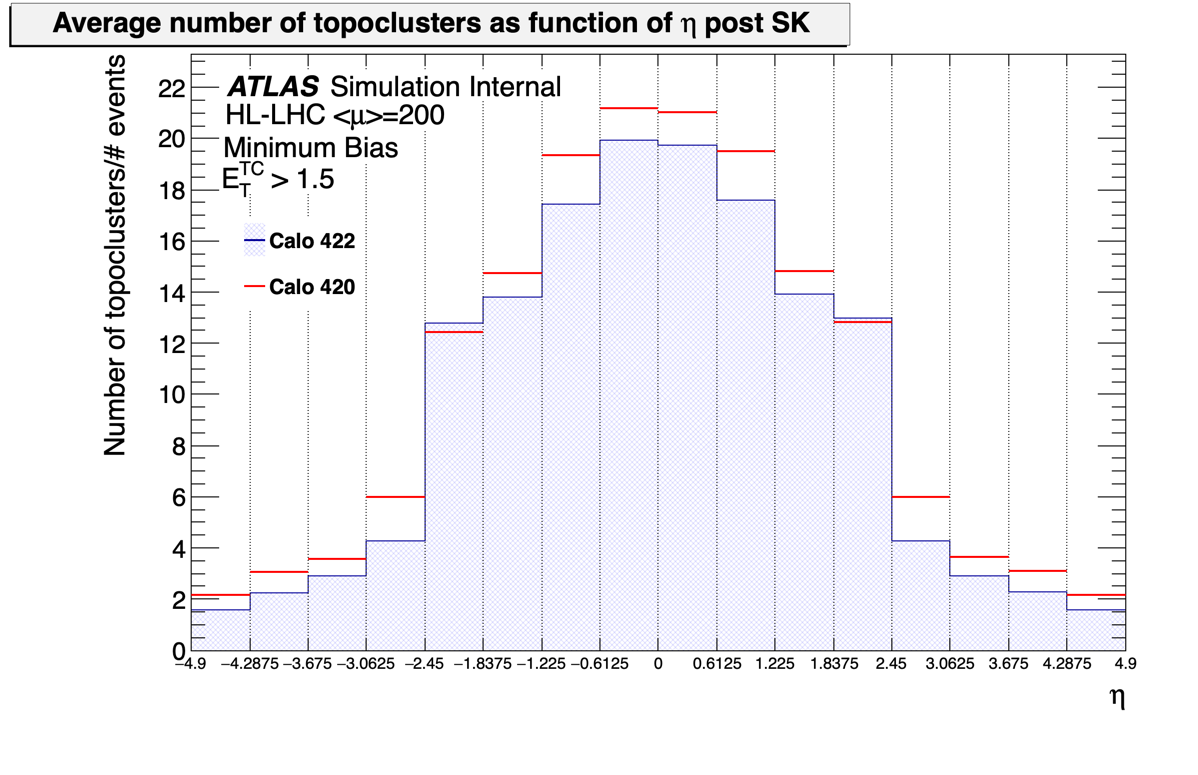 Average number of topoclusters as function of η post SK
Number of topoclusters/# events
ATLAS Simulation Internal
HL-LHC <μ>=200
Minimum Bias
E_T^TC > 1.5
Calo 422
Calo 420
22
20
18
16
14
12
10
8
6
4
2
0
−4.9 −4.2875 −3.675 −3.0625 −2.45 −1.8375 −1.225 −0.6125 0 0.6125 1.225 1.8375 2.45 3.0625 3.675 4.2875 4.9
η